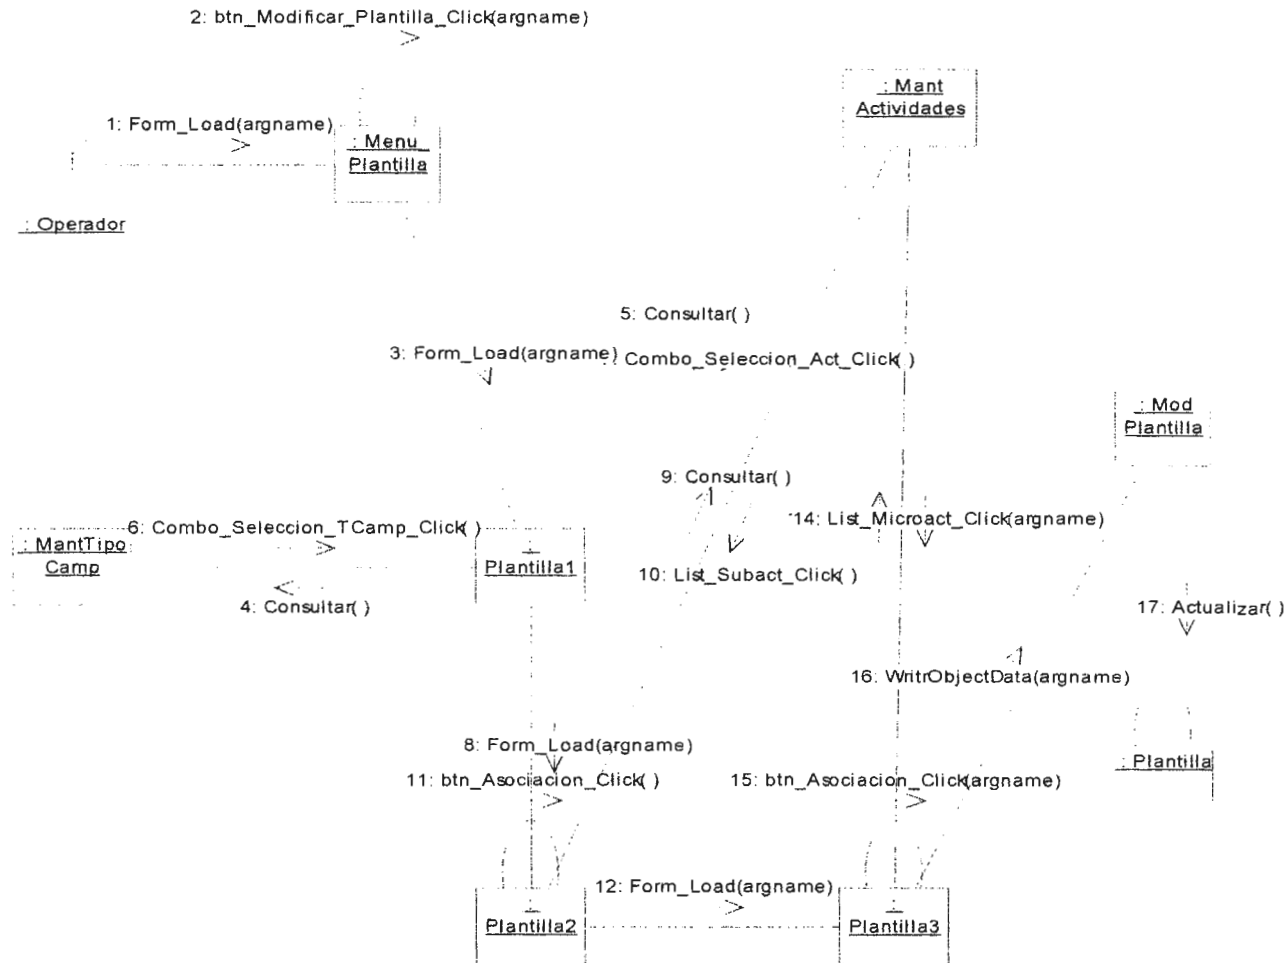 2: btn_Modificar_Plantilla_Click(argname)
: Mant
Actividades
1: Form_Load(argname)
: Menu_
Plantilla
: Operador
5: Consultar( )
3: Form_Load(argname)
Combo_Seleccion_Act_Click( )
: Mod
Plantilla
9: Consultar( )
14: List_Microact_Click(argname)
6: Combo_Seleccion_TCamp_Click( )
: MantTipo
Camp
Plantilla1
10: List_Subact_Click( )
4: Consultar( )
17: Actualizar( )
16: WritrObjectData(argname)
8: Form_Load(argname)
: Plantilla
11: btn_Asociacion_Click( )
15: btn_Asociacion_Click(argname)
12: Form_Load(argname)
Plantilla2
Plantilla3